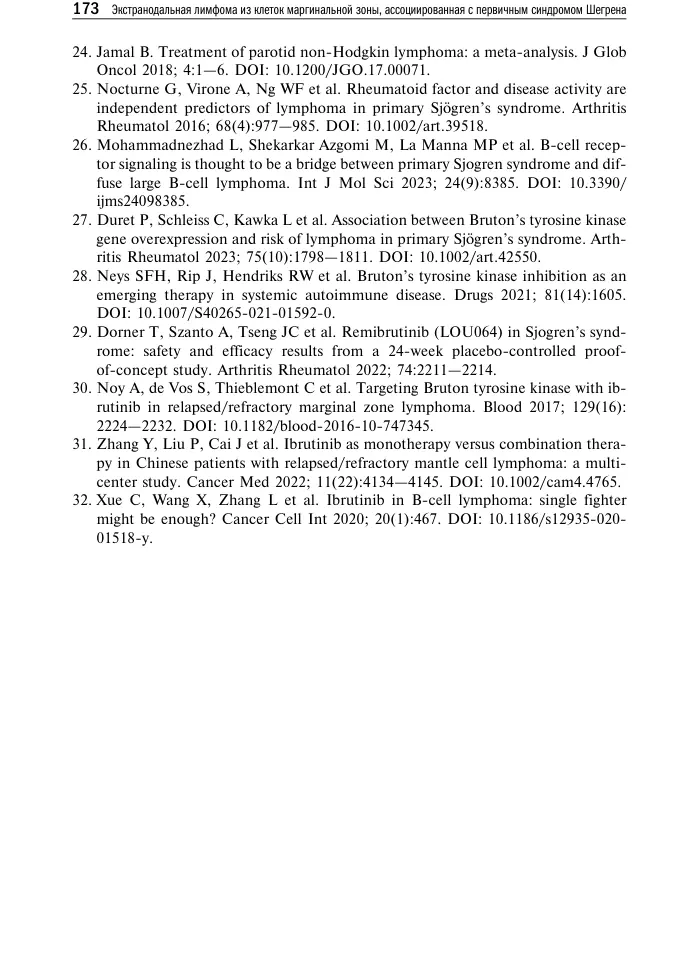 173 Экстранодальная лимфома из клеток маргинальной зоны, ассоциированная с первичным синдромом Шегрена
24. Jamal B. Treatment of parotid non-Hodgkin lymphoma: a meta-analysis. J Glob
Oncol 2018; 4:1—6. DOI: 10.1200/JGO.17.00071.
25. Nocturne G, Virone A, Ng WF et al. Rheumatoid factor and disease activity are
independent predictors of lymphoma in primary Sjögren’s syndrome. Arthritis
Rheumatol 2016; 68(4):977—985. DOI: 10.1002/art.39518.
26. Mohammadnezhad L, Shekarkar Azgomi M, La Manna MP et al. B-cell recep-
tor signaling is thought to be a bridge between primary Sjogren syndrome and dif-
fuse large B-cell lymphoma. Int J Mol Sci 2023; 24(9):8385. DOI: 10.3390/
ijms24098385.
27. Duret P, Schleiss C, Kawka L et al. Association between Bruton’s tyrosine kinase
gene overexpression and risk of lymphoma in primary Sjögren’s syndrome. Arth-
ritis Rheumatol 2023; 75(10):1798—1811. DOI: 10.1002/art.42550.
28. Neys SFH, Rip J, Hendriks RW et al. Bruton’s tyrosine kinase inhibition as an
emerging therapy in systemic autoimmune disease. Drugs 2021; 81(14):1605.
DOI: 10.1007/S40265-021-01592-0.
29. Dorner T, Szanto A, Tseng JC et al. Remibrutinib (LOU064) in Sjogren’s synd-
rome: safety and efficacy results from a 24-week placebo-controlled proof-
of-concept study. Arthritis Rheumatol 2022; 74:2211—2214.
30. Noy A, de Vos S, Thieblemont C et al. Targeting Bruton tyrosine kinase with ib-
rutinib in relapsed/refractory marginal zone lymphoma. Blood 2017; 129(16):
2224—2232. DOI: 10.1182/blood-2016-10-747345.
31. Zhang Y, Liu P, Cai J et al. Ibrutinib as monotherapy versus combination thera-
py in Chinese patients with relapsed/refractory mantle cell lymphoma: a multi-
center study. Cancer Med 2022; 11(22):4134—4145. DOI: 10.1002/cam4.4765.
32. Xue C, Wang X, Zhang L et al. Ibrutinib in B-cell lymphoma: single fighter
might be enough? Cancer Cell Int 2020; 20(1):467. DOI: 10.1186/s12935-020-
01518-y.